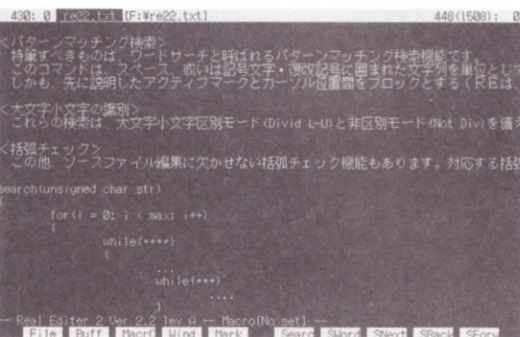 430: 0 re22.txt [F:¥re22.txt] 448(1508): 0
<パターンマッチング検索>
特筆すべきものは、ワードサーチと呼ばれるパターンマッチング検索機能です。
このコマンドは、スペース、或いは記号文字・復改記号に囲まれた文字列を単位として
しかも、先に説明したアクティブマークとカーソル位置間をブロックとする(REは、
<大文字小文字の識別>
これらの検索は、大文字小文字区別モード(Divid L-U)と非区別モード(Not Div)を備え
<括弧チェック>
この他、ソースファイル編集に欠かせない括弧チェック機能もあります。対応する括弧
search(unsigned char str)
{
for(i = 0; i < max; i++)
{
while(****)
{
...
while(***)
}
....
-- Real Editor 2 Ver 2.2 lev A -- Macro[No set] --
File Buff Macro Wind Mark Searc SWord SNext SBack SForw